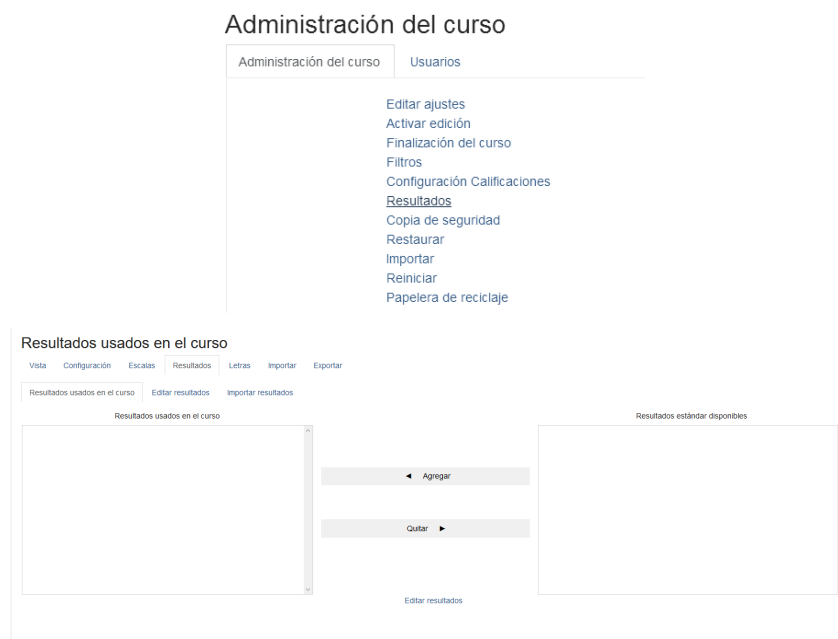 Administración del curso
Administración del curso Usuarios
Editar ajustes
Activar edición
Finalización del curso
Filtros
Configuración Calificaciones
Resultados
Copia de seguridad
Restaurar
Importar
Reiniciar
Papelera de reciclaje
Resultados usados en el curso
Vista Configuración Escalas Resultados Letras Importar Exportar
Resultados usados en el curso Editar resultados Importar resultados
Resultados usados en el curso Resultados estándar disponibles
◄ Agregar
Quitar ►
Editar resultados